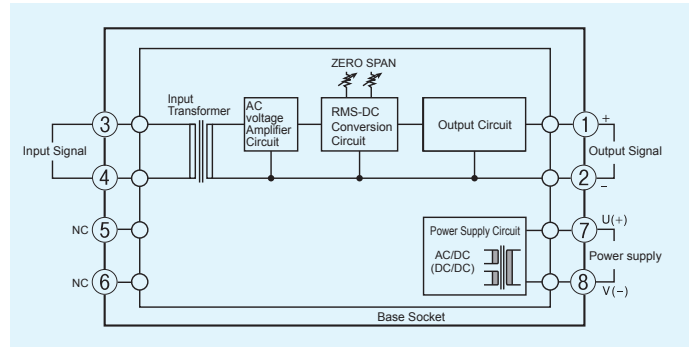 ZERO SPAN
Input
Transformer
AC
voltage
Amplifier
Circuit
RMS-DC
Conversion
Circuit
Output Circuit
3
4
Input Signal
1
+
Output Signal
2
-
NC
5
NC
6
Power Supply Circuit
AC/DC
(DC/DC)
7
U(+)
Power supply
8
V(-)
Base Socket